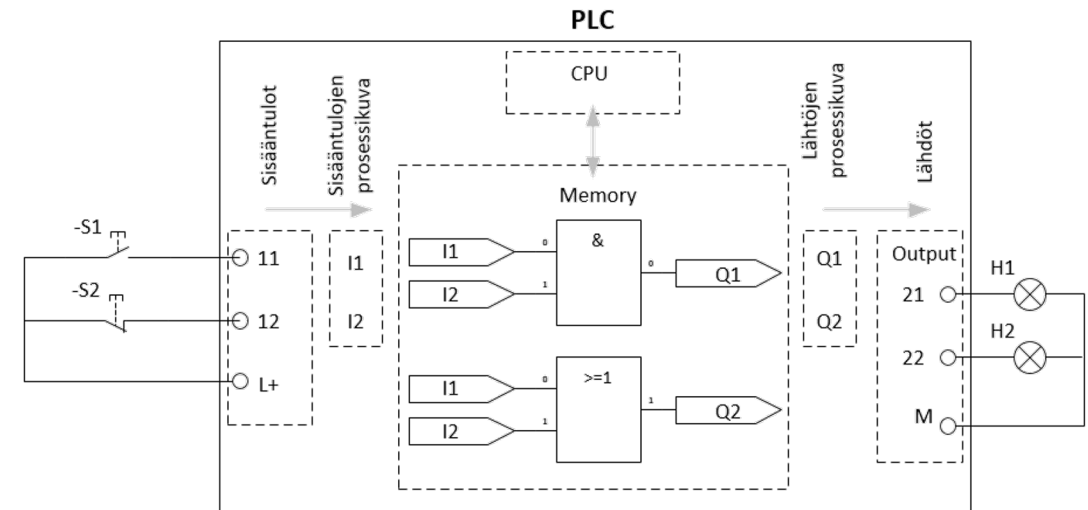 PLC
CPU
Sisääntulot
Sisääntulojen
prosessikuva
Lähtöjen
prosessikuva
Lähdöt
Memory
-S1
11
I1
I1
0
&
I2
1
0
Q1
Q1
Output
21
H1
-S2
12
I2
Q2
22
H2
L+
I1
0
>=1
I2
1
1
Q2
M